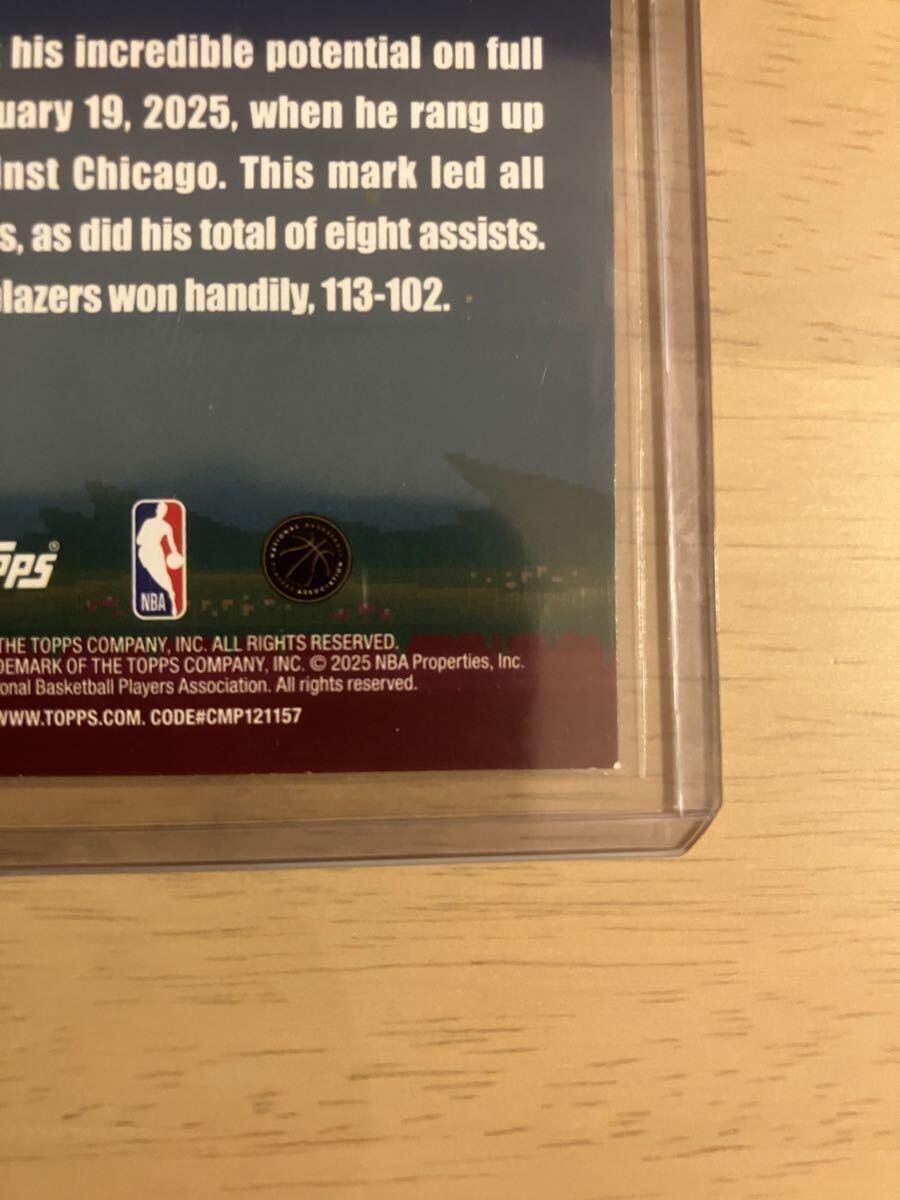 his incredible potential on full
uary 19, 2025, when he rang up
inst Chicago. This mark led all
s, as did his total of eight assists.
lazers won handily, 113-102.
PPS®
NBA
NATIONAL BASKETBALL
ASSOCIATION
THE TOPPS COMPANY, INC. ALL RIGHTS RESERVED.
DEMARK OF THE TOPPS COMPANY, INC. © 2025 NBA Properties, Inc.
onal Basketball Players Association. All rights reserved.
WWW.TOPPS.COM. CODE#CMP121157